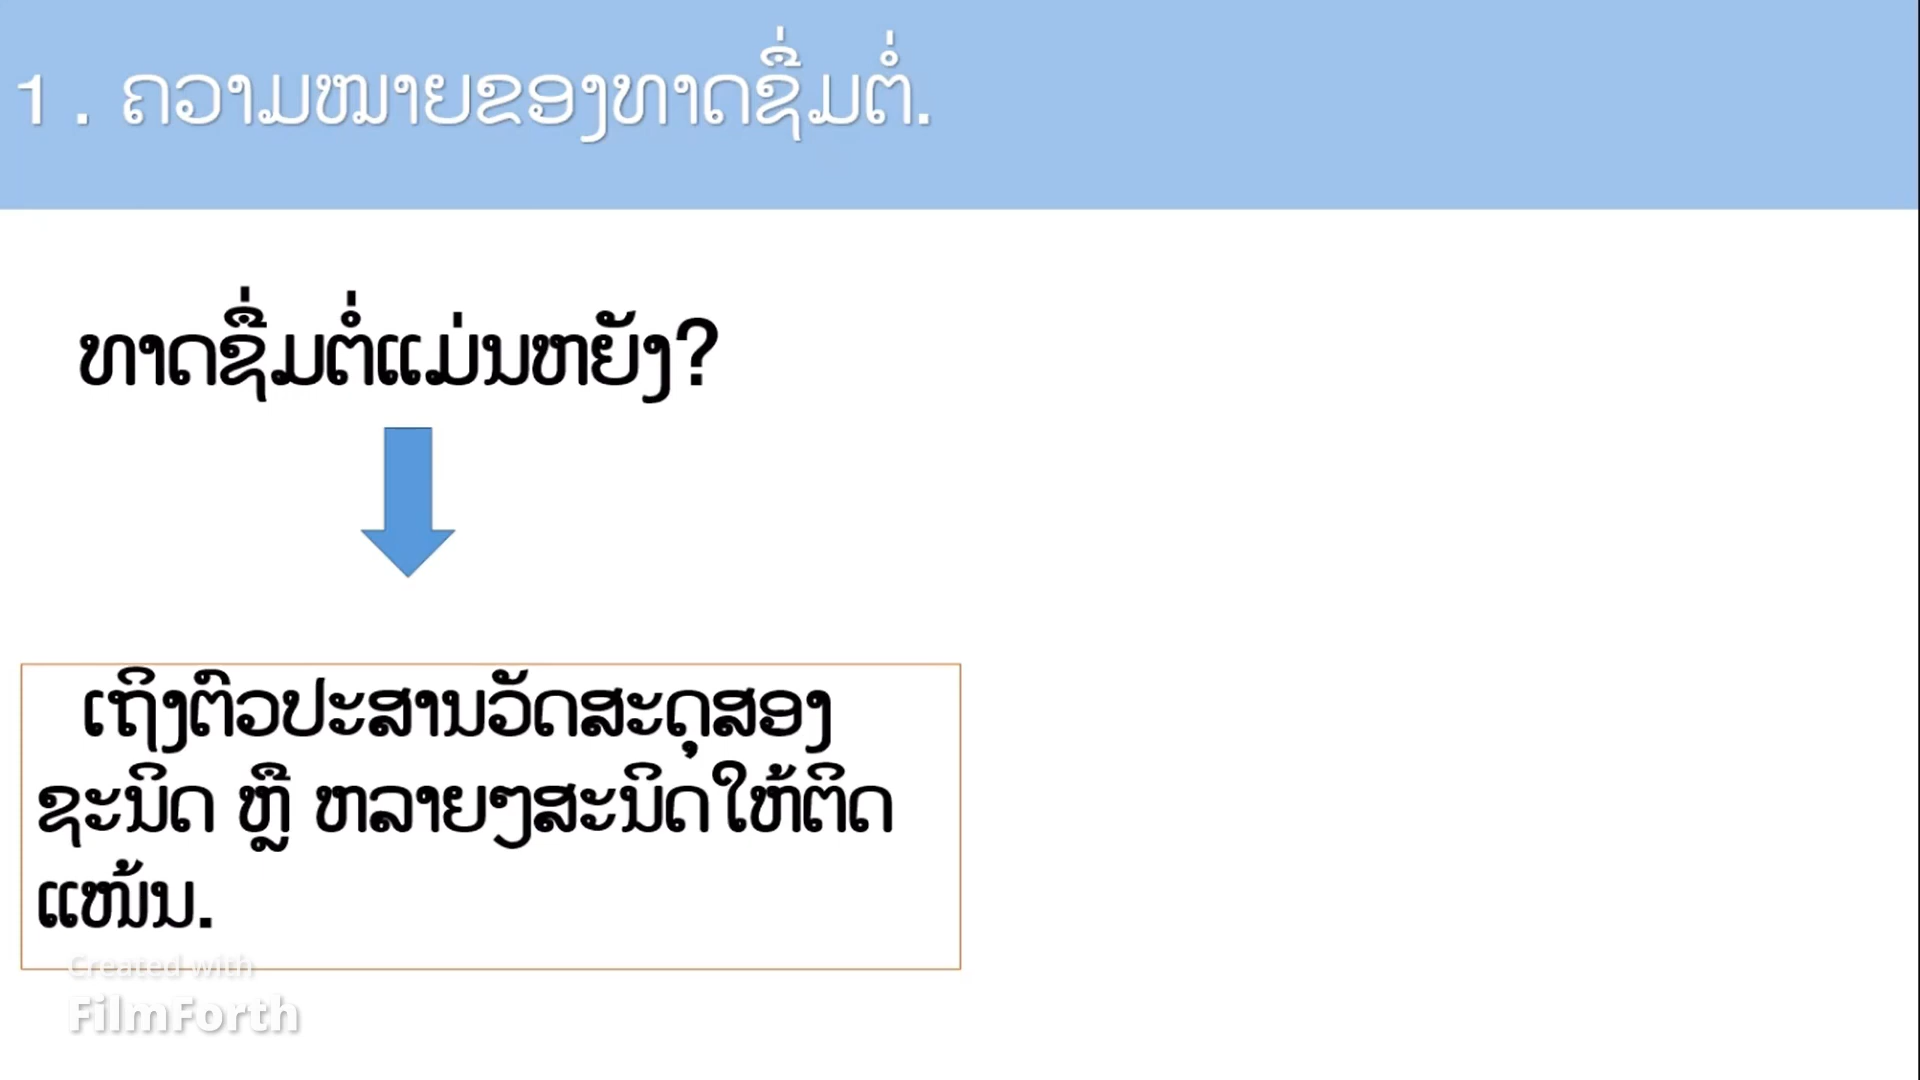 1 . ຄວາມໝາຍຂອງທາດຊື່ມຕໍ່.
ທາດຊື່ມຕໍ່ແມ່ນຫຍັງ?
ເຖິງຕົວປະສານວັດສະດຸສອງ
ຊະນິດ ຫຼື ຫລາຍໆສະນິດໃຫ້ຕິດ
ແໜ້ນ.
Created with
FilmForth